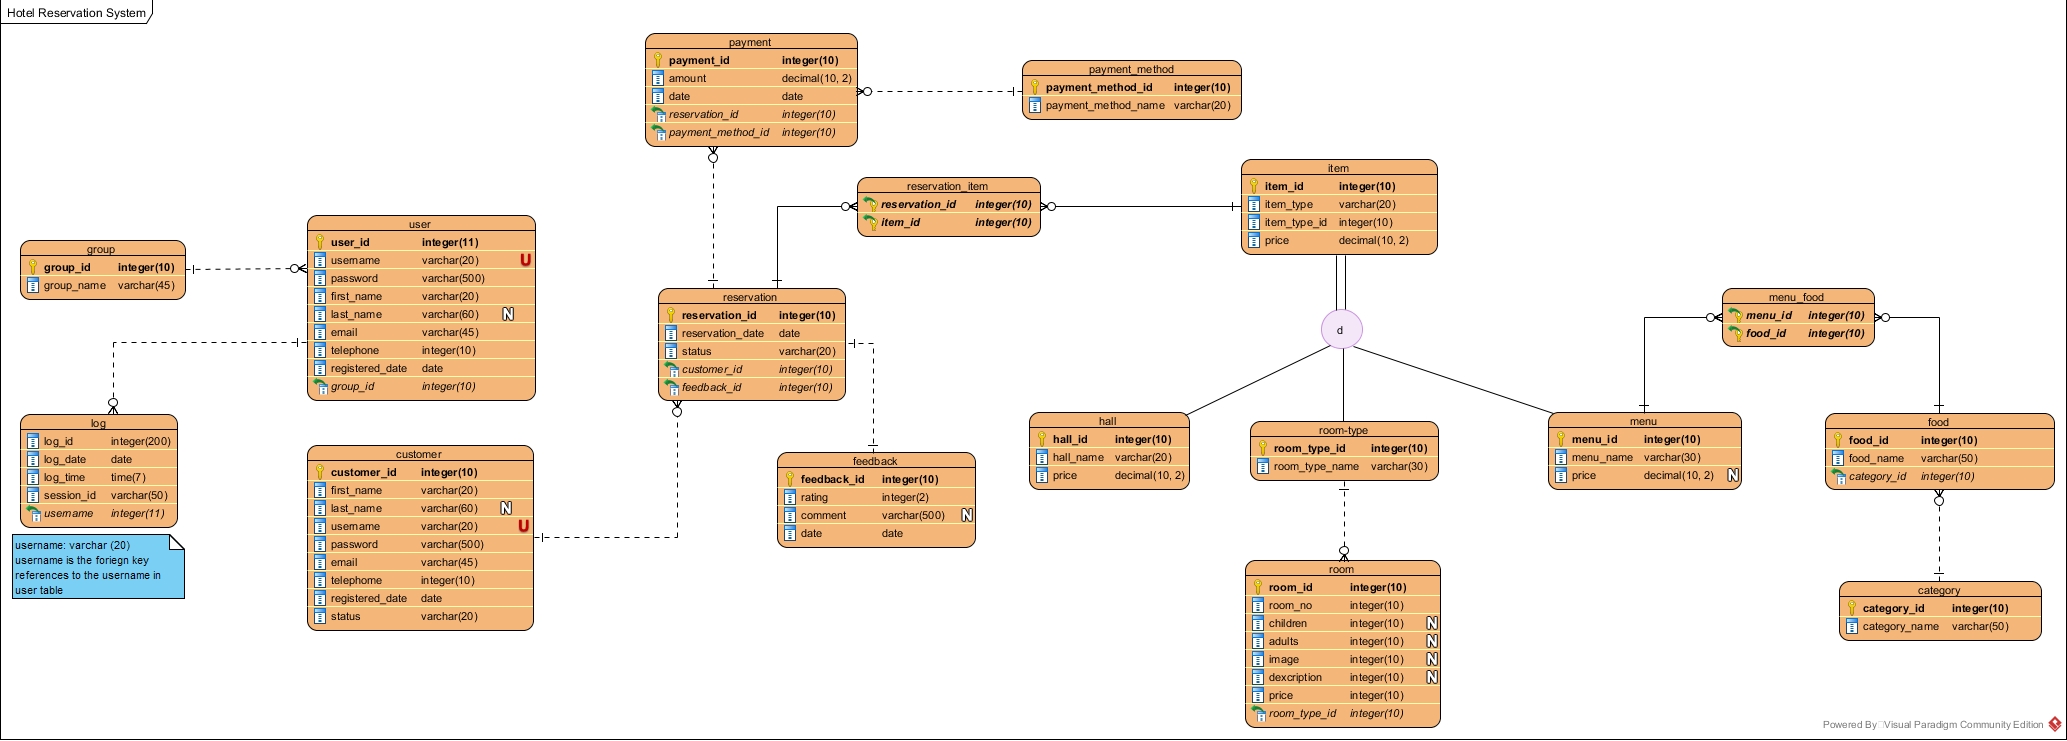 Hotel Reservation System
payment
payment_id integer(10)
amount decimal(10, 2)
date date
reservation_id integer(10)
payment_method_id integer(10)
payment_method
payment_method_id integer(10)
payment_method_name varchar(20)
item
item_id integer(10)
item_type varchar(20)
item_type_id integer(10)
price decimal(10, 2)
reservation_item
reservation_id integer(10)
item_id integer(10)
user
user_id integer(11)
username varchar(20) U
password varchar(500)
first_name varchar(20)
last_name varchar(60) N
email varchar(45)
telephone integer(10)
registered_date date
group_id integer(10)
group
group_id integer(10)
group_name varchar(45)
reservation
reservation_id integer(10)
reservation_date date
status varchar(20)
customer_id integer(10)
feedback_id integer(10)
menu_food
menu_id integer(10)
food_id integer(10)
d
log
log_id integer(200)
log_date date
log_time time(7)
session_id varchar(50)
username integer(11)
username: varchar (20)
username is the foriegn key
references to the username in
user table
customer
customer_id integer(10)
first_name varchar(20)
last_name varchar(60) N
username varchar(20) U
password varchar(500)
email varchar(45)
telephome integer(10)
registered_date date
status varchar(20)
feedback
feedback_id integer(10)
rating integer(2)
comment varchar(500) N
date date
hall
hall_id integer(10)
hall_name varchar(20)
price decimal(10, 2)
room-type
room_type_id integer(10)
room_type_name varchar(30)
menu
menu_id integer(10)
menu_name varchar(30)
price decimal(10, 2) N
food
food_id integer(10)
food_name varchar(50)
category_id integer(10)
room
room_id integer(10)
room_no integer(10)
children integer(10) N
adults integer(10) N
image integer(10) N
dexcription integer(10) N
price integer(10)
room_type_id integer(10)
category
category_id integer(10)
category_name varchar(50)
Powered By Visual Paradigm Community Edition